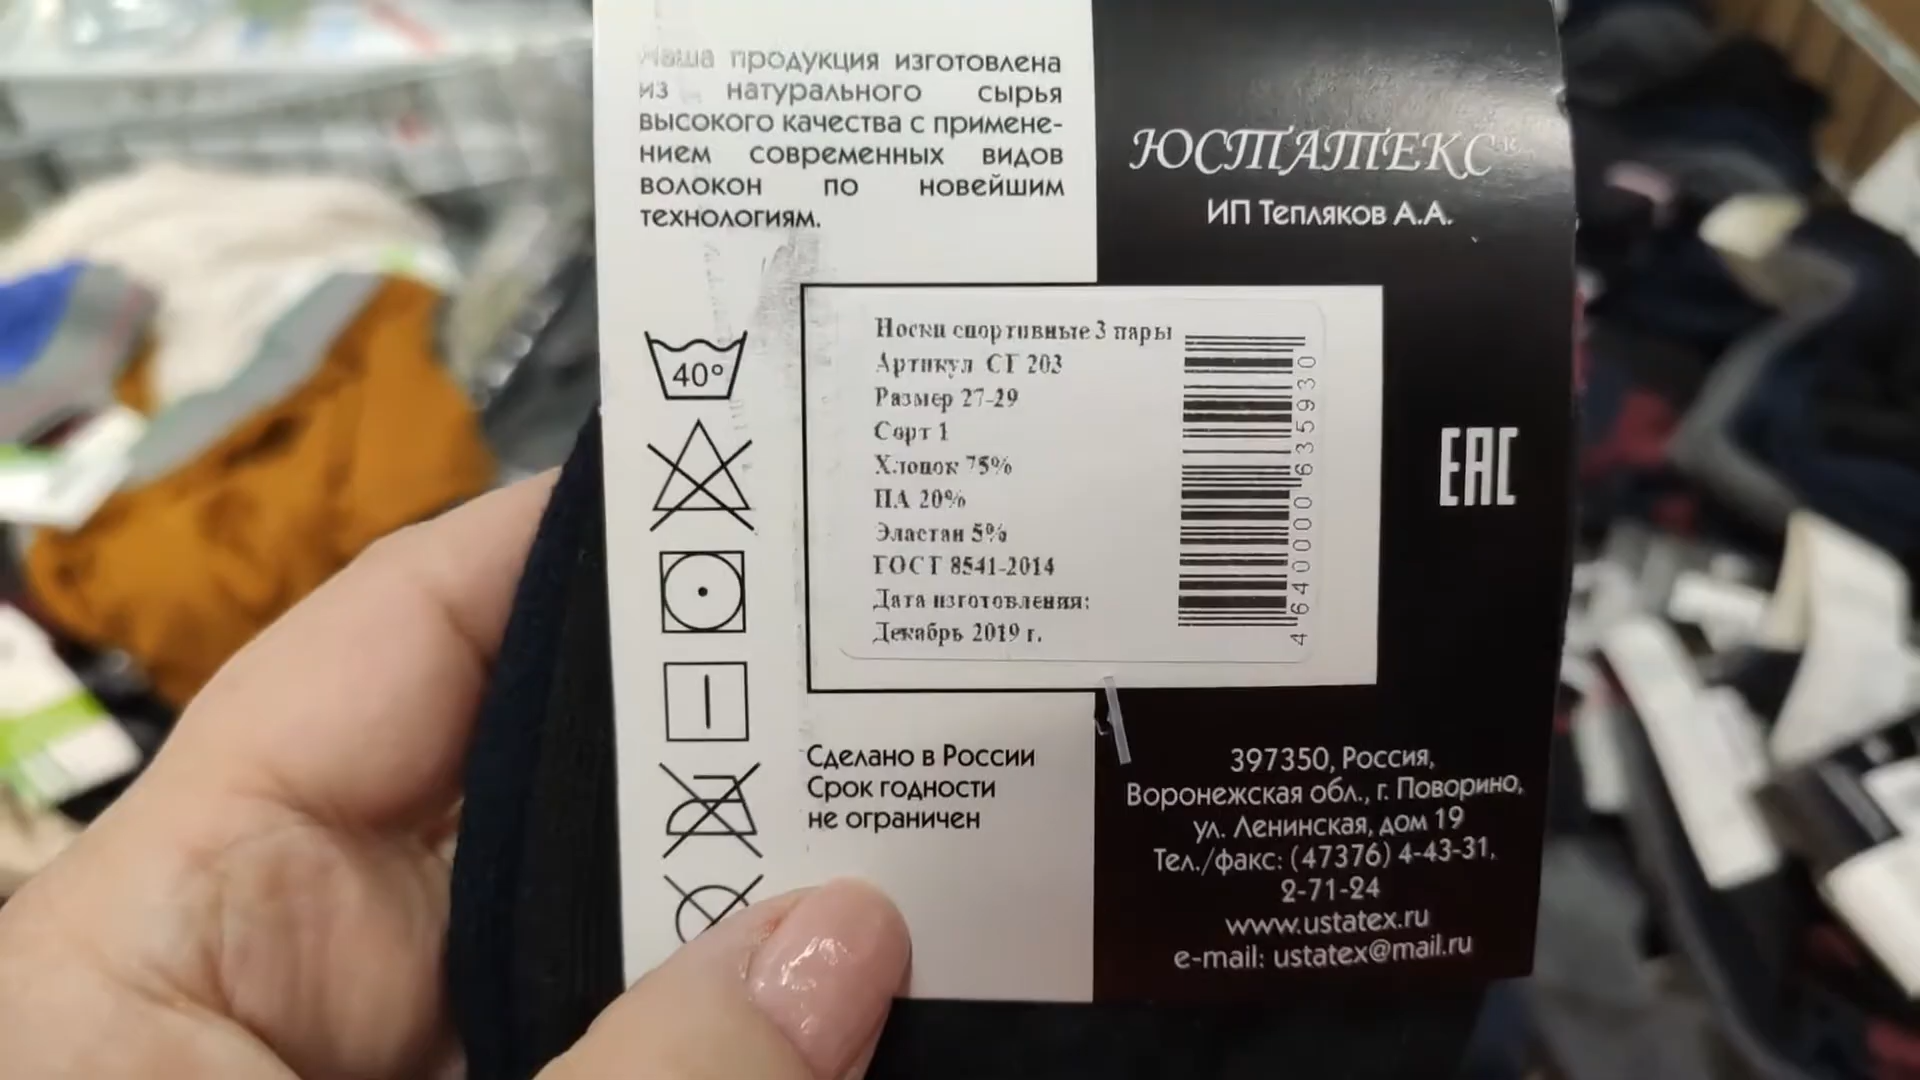 Наша продукция изготовлена
из натурального сырья
высокого качества с примене-
нием современных видов
волокон по новейшим
технологиям.
ЮСТАТЕКС
ИП Тепляков А.А.
40°
Носки спортивные 3 пары
Артикул СГ 203
Размер 27-29
Сорт 1
Хлопок 75%
ПА 20%
Эластан 5%
ГОСТ 8541-2014
Дата изготовления:
Декабрь 2019 г.
4640000635930
EAC
Сделано в России
Срок годности
не ограничен
397350, Россия,
Воронежская обл., г. Поворино,
ул. Ленинская, дом 19
Тел./факс: (47376) 4-43-31,
2-71-24
www.ustatex.ru
e-mail: ustatex@mail.ru